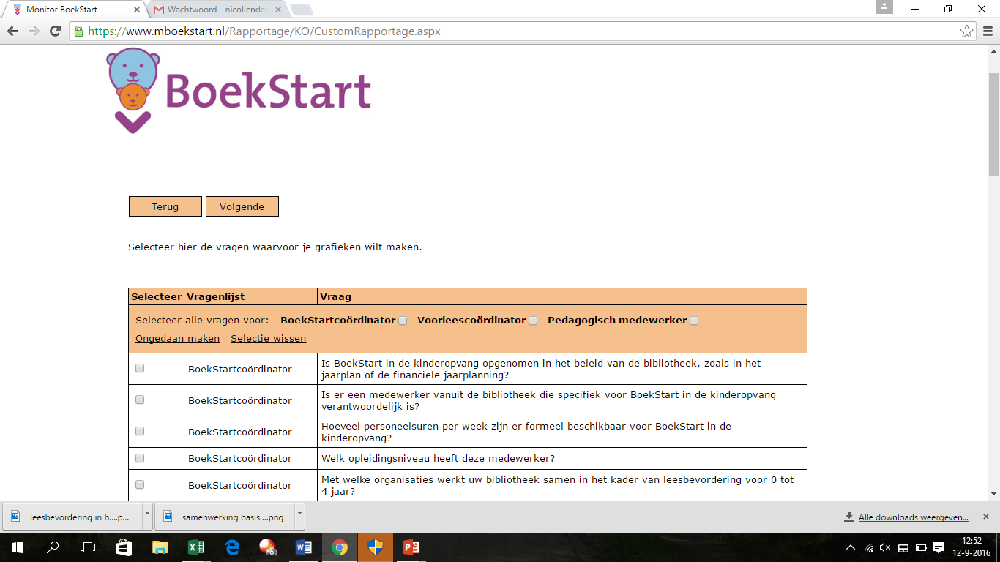 Monitor BoekStart
Wachtwoord - nicoliendep
https://www.mboekstart.nl/Rapportage/KO/CustomRapportage.aspx
BoekStart
Terug Volgende
Selecteer hier de vragen waarvoor je grafieken wilt maken.
Selecteer Vragenlijst Vraag
Selecteer alle vragen voor: BoekStartcoördinator Voorleescoördinator Pedagogisch medewerker
Ongedaan maken Selectie wissen
BoekStartcoördinator Is BoekStart in de kinderopvang opgenomen in het beleid van de bibliotheek, zoals in het
jaarplan of de financiële jaarplanning?
BoekStartcoördinator Is er een medewerker vanuit de bibliotheek die specifiek voor BoekStart in de kinderopvang
verantwoordelijk is?
BoekStartcoördinator Hoeveel personeelsuren per week zijn er formeel beschikbaar voor BoekStart in de
kinderopvang?
BoekStartcoördinator Welk opleidingsniveau heeft deze medewerker?
BoekStartcoördinator Met welke organisaties werkt uw bibliotheek samen in het kader van leesbevordering voor 0 tot
4 jaar?
leesbevordering in h....p...
samenwerking basis....png
Alle downloads weergeven...
12:52
12-9-2016